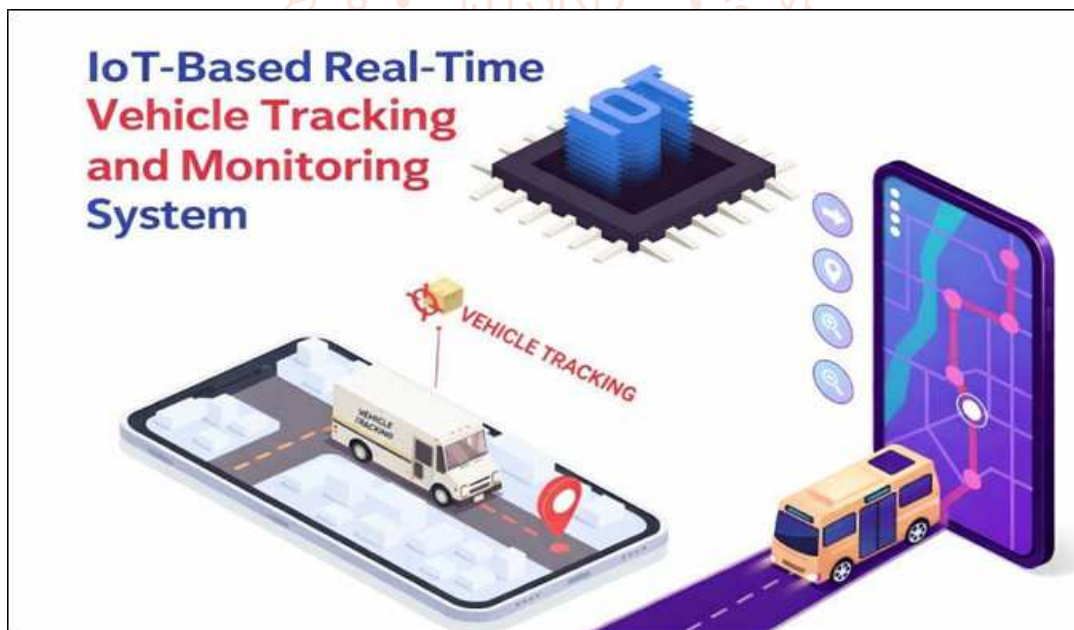 IoT-Based Real-Time
Vehicle Tracking
and Monitoring
System
IOT
VEHICLE TRACKING
VEHICLE
TRACKING